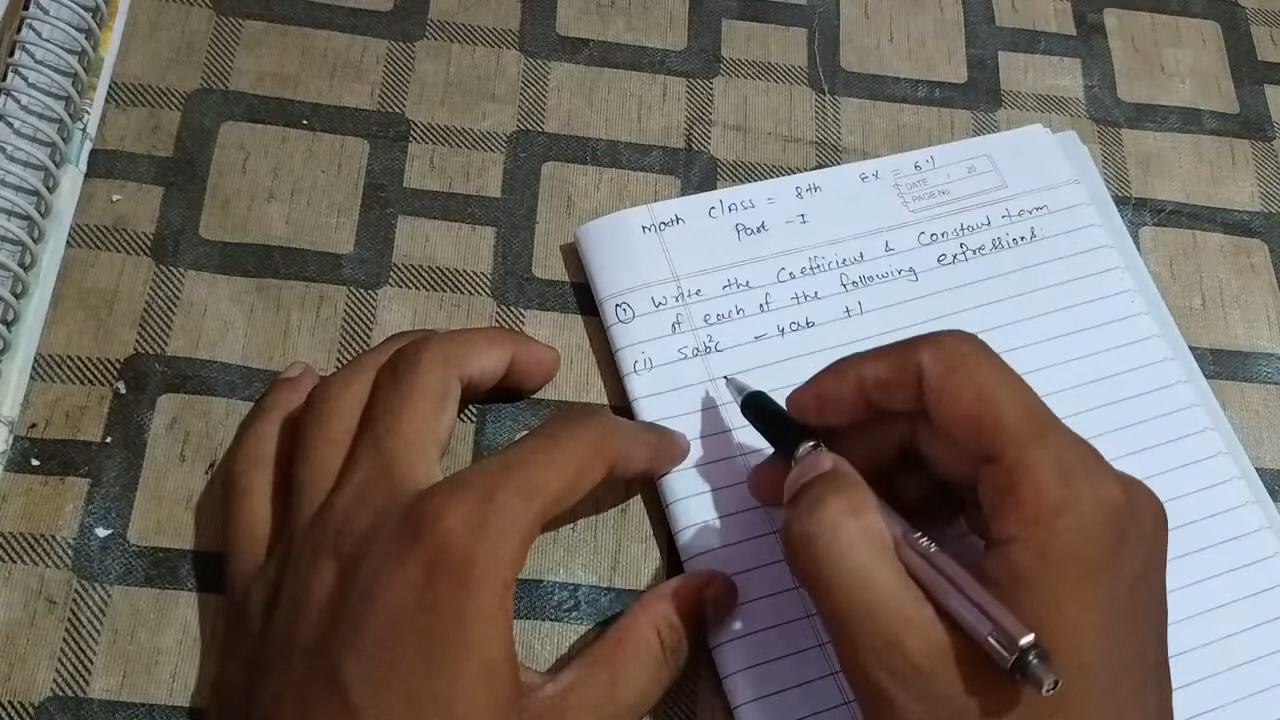 math class = 8th Ex = 6.1
Part - I
DATE / 20
PAGE No
(1) Write the Coefficient & Constant term
of each of the following expressions:
(i) 5ab²c - 4ab +1